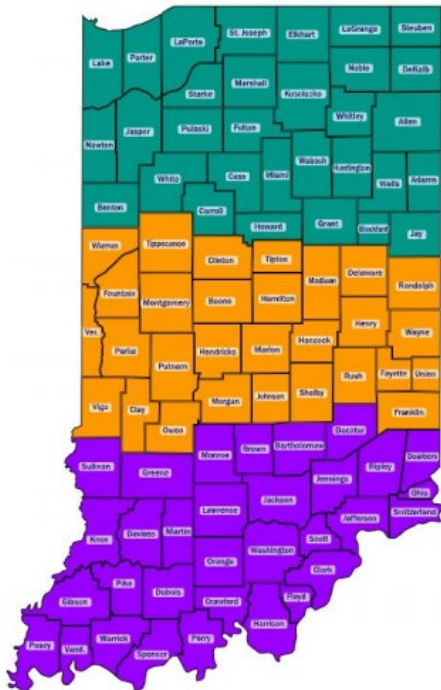 St. Joseph
Elkhart
LaGrange
Steuben
LaPorte
Porter
Lake
Noble
DeKalb
Marshall
Starke
Kosciusko
Whitley
Allen
Newton
Jasper
Pulaski
Fulton
Wabash
Huntington
White
Cass
Miami
Wells
Adams
Benton
Carroll
Howard
Grant
Blackford
Jay
Warren
Tippecanoe
Clinton
Tipton
Madison
Delaware
Randolph
Fountain
Montgomery
Boone
Hamilton
Henry
Wayne
Ver.
Parke
Putnam
Hendricks
Marion
Hancock
Rush
Fayette
Union
Vigo
Clay
Owen
Morgan
Johnson
Shelby
Franklin
Decatur
Sullivan
Greene
Monroe
Brown
Bartholomew
Ripley
Dearborn
Jennings
Ohio
Lawrence
Jackson
Jefferson
Switzerland
Knox
Daviess
Martin
Orange
Washington
Scott
Clark
Pike
Dubois
Gibson
Crawford
Floyd
Harrison
Posey
Vand.
Warrick
Spencer
Perry